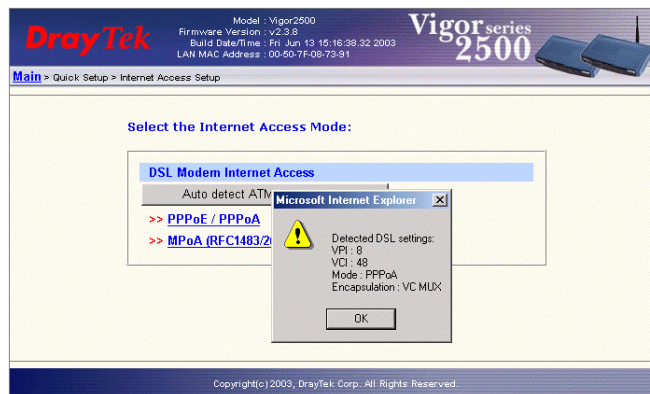 DrayTek
Model : Vigor2500
Firmware Version : v2.3.8
Build Date/Time : Fri Jun 13 15:16:38.32 2003
LAN MAC Address : 00-50-7F-08-73-91
Vigor series
2500
Main > Quick Setup > Internet Access Setup
Select the Internet Access Mode:
DSL Modem Internet Access
Auto detect ATM
>> PPPoE / PPPoA
>> MPoA (RFC1483/2
Microsoft Internet Explorer
Detected DSL settings:
VPI : 8
VCI : 48
Mode : PPPoA
Encapsulation : VC MUX
OK
Copyright(c) 2003, DrayTek Corp. All Rights Reserved.